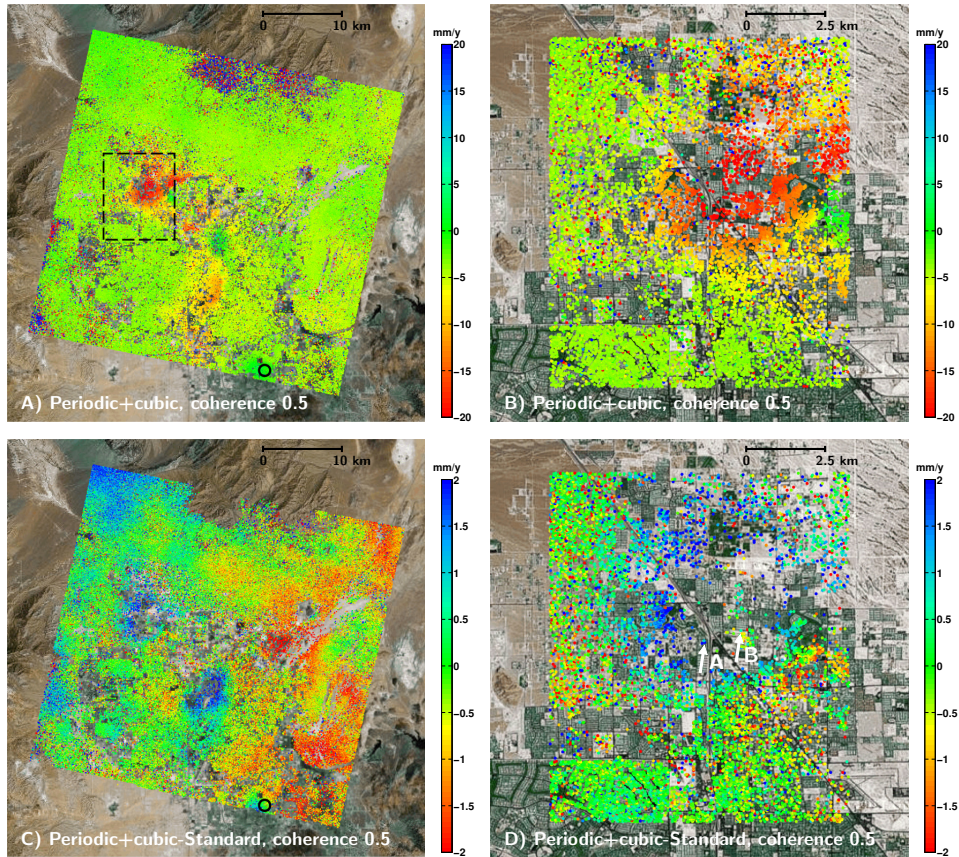 0 10 km
mm/y
20
15
10
5
0
−5
−10
−15
−20
A) Periodic+cubic, coherence 0.5
0 2.5 km
mm/y
20
15
10
5
0
−5
−10
−15
−20
B) Periodic+cubic, coherence 0.5
0 10 km
mm/y
2
1.5
1
0.5
0
−0.5
−1
−1.5
−2
C) Periodic+cubic-Standard, coherence 0.5
0 2.5 km
mm/y
2
1.5
1
0.5
0
−0.5
−1
−1.5
−2
A
B
D) Periodic+cubic-Standard, coherence 0.5